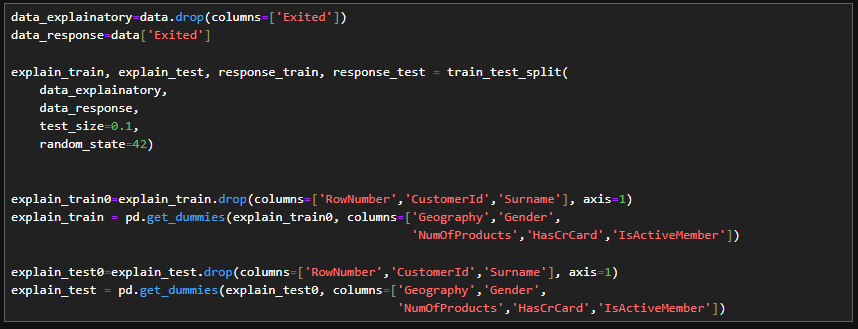 data_explainatory=data.drop(columns=['Exited'])
data_response=data['Exited']
explain_train, explain_test, response_train, response_test = train_test_split(
data_explainatory,
data_response,
test_size=0.1,
random_state=42)
explain_train0=explain_train.drop(columns=['RowNumber','CustomerId','Surname'], axis=1)
explain_train = pd.get_dummies(explain_train0, columns=['Geography','Gender',
'NumOfProducts','HasCrCard','IsActiveMember'])
explain_test0=explain_test.drop(columns=['RowNumber','CustomerId','Surname'], axis=1)
explain_test = pd.get_dummies(explain_test0, columns=['Geography','Gender',
'NumOfProducts','HasCrCard','IsActiveMember'])